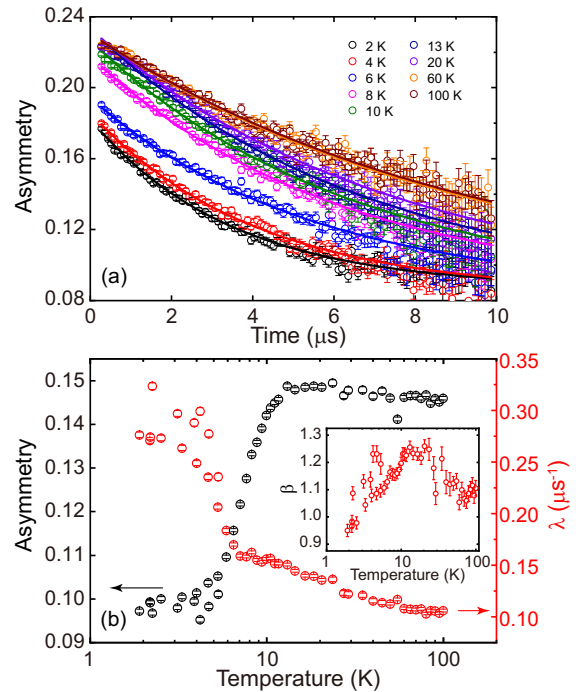 0.24
0.20
0.16
0.12
0.08
Asymmetry
2 K
4 K
6 K
8 K
10 K
13 K
20 K
60 K
100 K
(a)
0 2 4 6 8 10
Time (μs)
0.15
0.14
0.13
0.12
0.11
0.10
0.09
Asymmetry
0.35
0.30
0.25
0.20
0.15
0.10
λ (μs⁻¹)
1.3
1.2
1.1
1.0
0.9
β
1 10 100
Temperature (K)
(b)
1 10 100
Temperature (K)